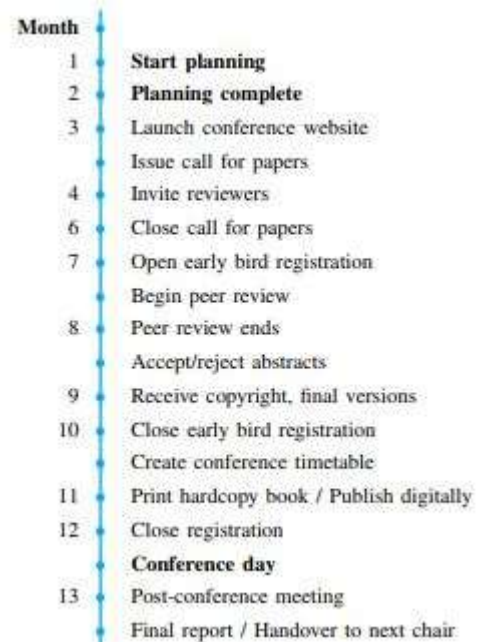 Month
1 Start planning
2 Planning complete
3 Launch conference website
Issue call for papers
4 Invite reviewers
6 Close call for papers
7 Open early bird registration
Begin peer review
8 Peer review ends
Accept/reject abstracts
9 Receive copyright, final versions
10 Close early bird registration
Create conference timetable
11 Print hardcopy book / Publish digitally
12 Close registration
Conference day
13 Post-conference meeting
Final report / Handover to next chair